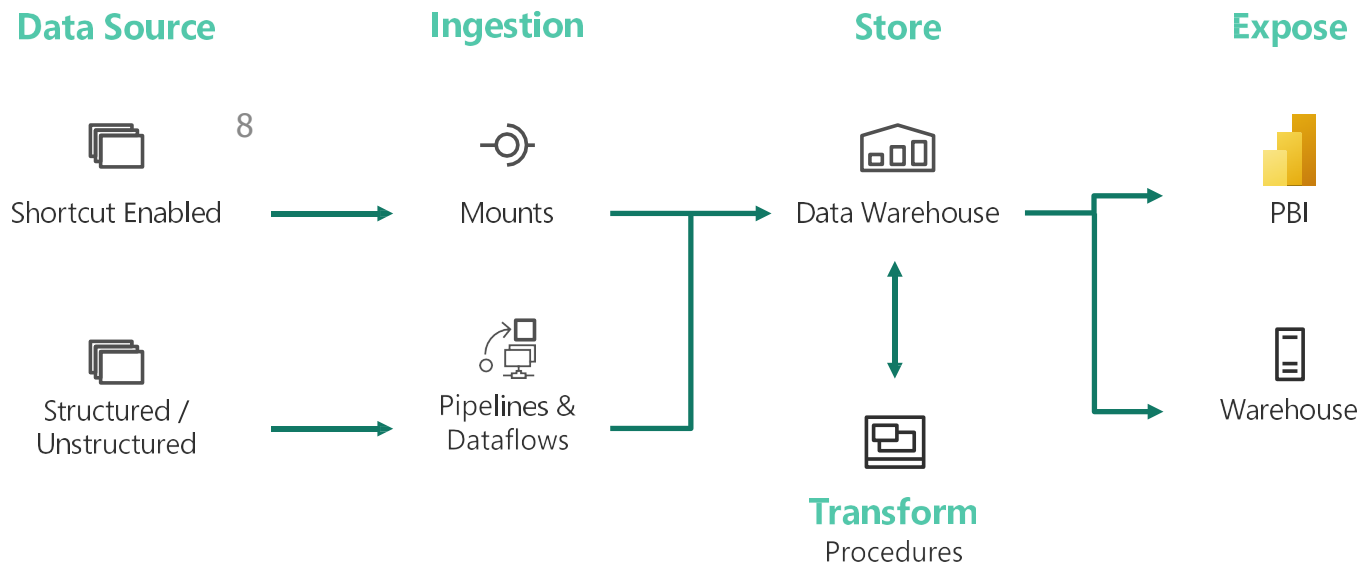 Data Source
Ingestion
Store
Expose
8
Shortcut Enabled
Mounts
Data Warehouse
PBI
Structured /
Unstructured
Pipelines &
Dataflows
Warehouse
Transform
Procedures